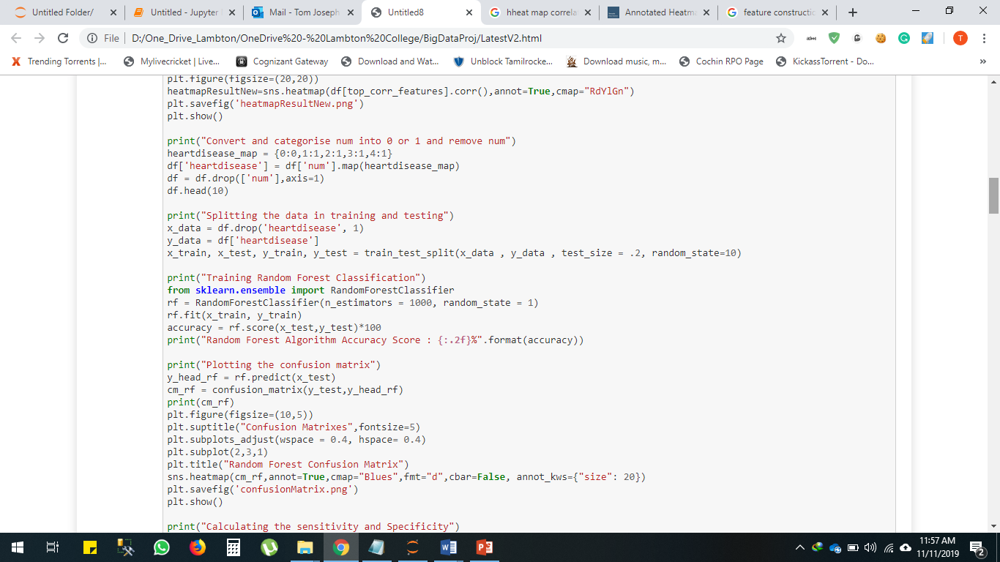 Untitled Folder/
Untitled - Jupyter
Mail - Tom Joseph
Untitled8
hheat map correla
Annotated Heatm
feature constructio
File D:/One_Drive_Lambton/OneDrive%20-%20Lambton%20College/BigDataProj/LatestV2.html
T
Trending Torrents |...
Mylivecricket | Live...
Cognizant Gateway
Download and Wat...
Unblock Tamilrocke...
Download music, m...
Cochin RPO Page
KickassTorrent - Do...
»
plt.figure(figsize=(20,20))
heatmapResultNew=sns.heatmap(df[top_corr_features].corr(),annot=True,cmap="RdYlGn")
plt.savefig('heatmapResultNew.png')
plt.show()
print("Convert and categorise num into 0 or 1 and remove num")
heartdisease_map = {0:0,1:1,2:1,3:1,4:1}
df['heartdisease'] = df['num'].map(heartdisease_map)
df = df.drop(['num'],axis=1)
df.head(10)
print("Splitting the data in training and testing")
x_data = df.drop('heartdisease', 1)
y_data = df['heartdisease']
x_train, x_test, y_train, y_test = train_test_split(x_data , y_data , test_size = .2, random_state=10)
print("Training Random Forest Classification")
from sklearn.ensemble import RandomForestClassifier
rf = RandomForestClassifier(n_estimators = 1000, random_state = 1)
rf.fit(x_train, y_train)
accuracy = rf.score(x_test,y_test)*100
print("Random Forest Algorithm Accuracy Score : {:.2f}%".format(accuracy))
print("Plotting the confusion matrix")
y_head_rf = rf.predict(x_test)
cm_rf = confusion_matrix(y_test,y_head_rf)
print(cm_rf)
plt.figure(figsize=(10,5))
plt.suptitle("Confusion Matrixes",fontsize=5)
plt.subplots_adjust(wspace = 0.4, hspace= 0.4)
plt.subplot(2,3,1)
plt.title("Random Forest Confusion Matrix")
sns.heatmap(cm_rf,annot=True,cmap="Blues",fmt="d",cbar=False, annot_kws={"size": 20})
plt.savefig('confusionMatrix.png')
plt.show()
print("Calculating the sensitivity and Specificity")
11:57 AM
11/11/2019
2